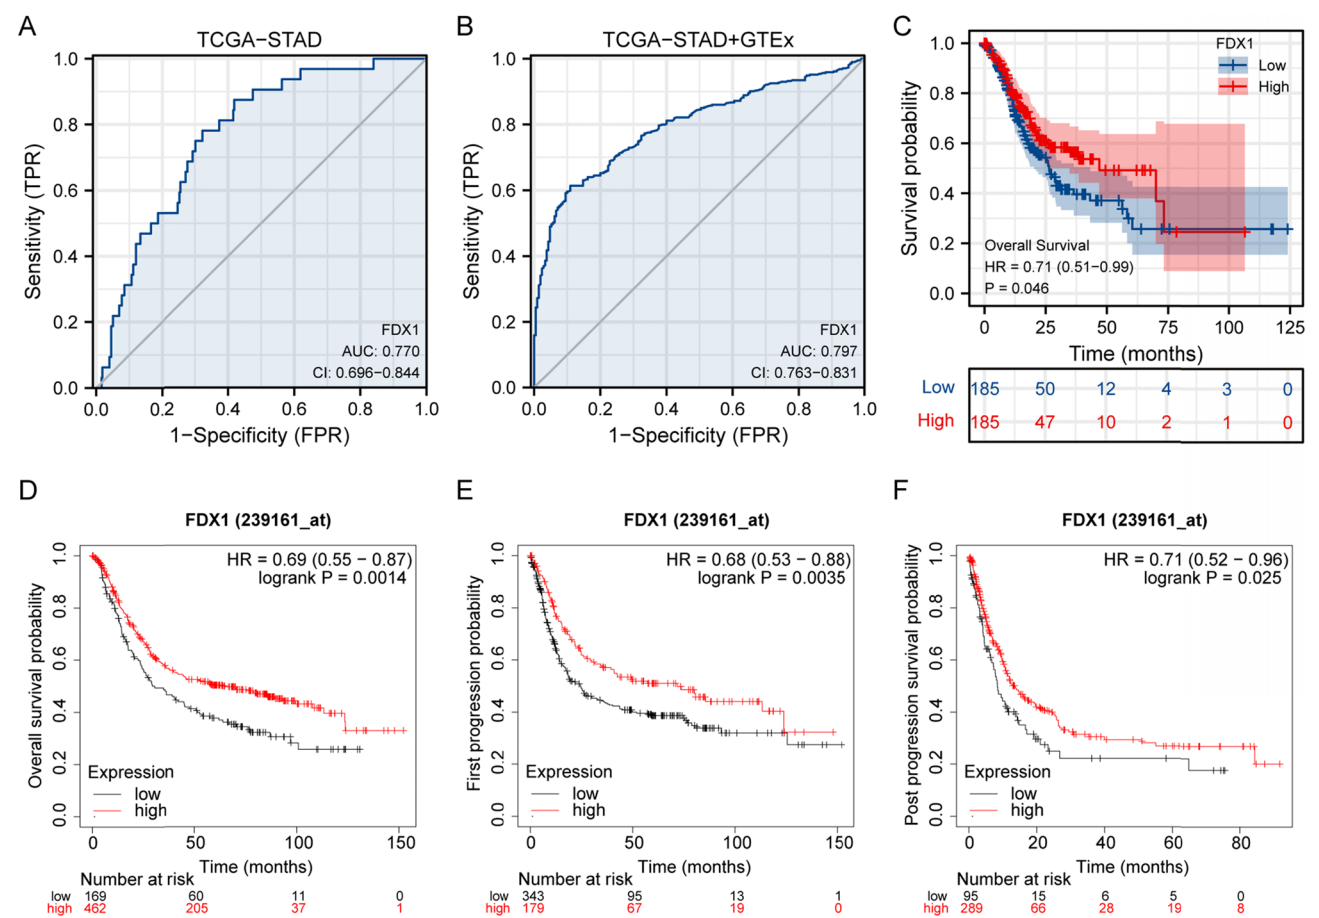 A
TCGA−STAD
Sensitivity (TPR)
1.0
0.8
0.6
0.4
0.2
0.0
FDX1
AUC: 0.770
CI: 0.696−0.844
0.0 0.2 0.4 0.6 0.8 1.0
1−Specificity (FPR)
B
TCGA−STAD+GTEx
Sensitivity (TPR)
1.0
0.8
0.6
0.4
0.2
0.0
FDX1
AUC: 0.797
CI: 0.763−0.831
0.0 0.2 0.4 0.6 0.8 1.0
1−Specificity (FPR)
C
Survival probability
1.0
0.8
0.6
0.4
0.2
0.0
FDX1
Low
High
Overall Survival
HR = 0.71 (0.51−0.99)
P = 0.046
0 25 50 75 100 125
Time (months)
Low 185 50 12 4 3 0
High 185 47 10 2 1 0
D
FDX1 (239161_at)
Overall survival probability
1.0
0.8
0.6
0.4
0.2
0.0
HR = 0.69 (0.55 − 0.87)
logrank P = 0.0014
Expression
low
high
0 50 100 150
Time (months)
Number at risk
low 169 60 11 0
high 462 205 37 1
E
FDX1 (239161_at)
First progression probability
1.0
0.8
0.6
0.4
0.2
0.0
HR = 0.68 (0.53 − 0.88)
logrank P = 0.0035
Expression
low
high
0 50 100 150
Time (months)
Number at risk
low 343 95 13 1
high 179 67 19 0
F
FDX1 (239161_at)
Post progression survival probability
1.0
0.8
0.6
0.4
0.2
0.0
HR = 0.71 (0.52 − 0.96)
logrank P = 0.025
Expression
low
high
0 20 40 60 80
Time (months)
Number at risk
low 95 15 6 5 0
high 289 66 28 19 8